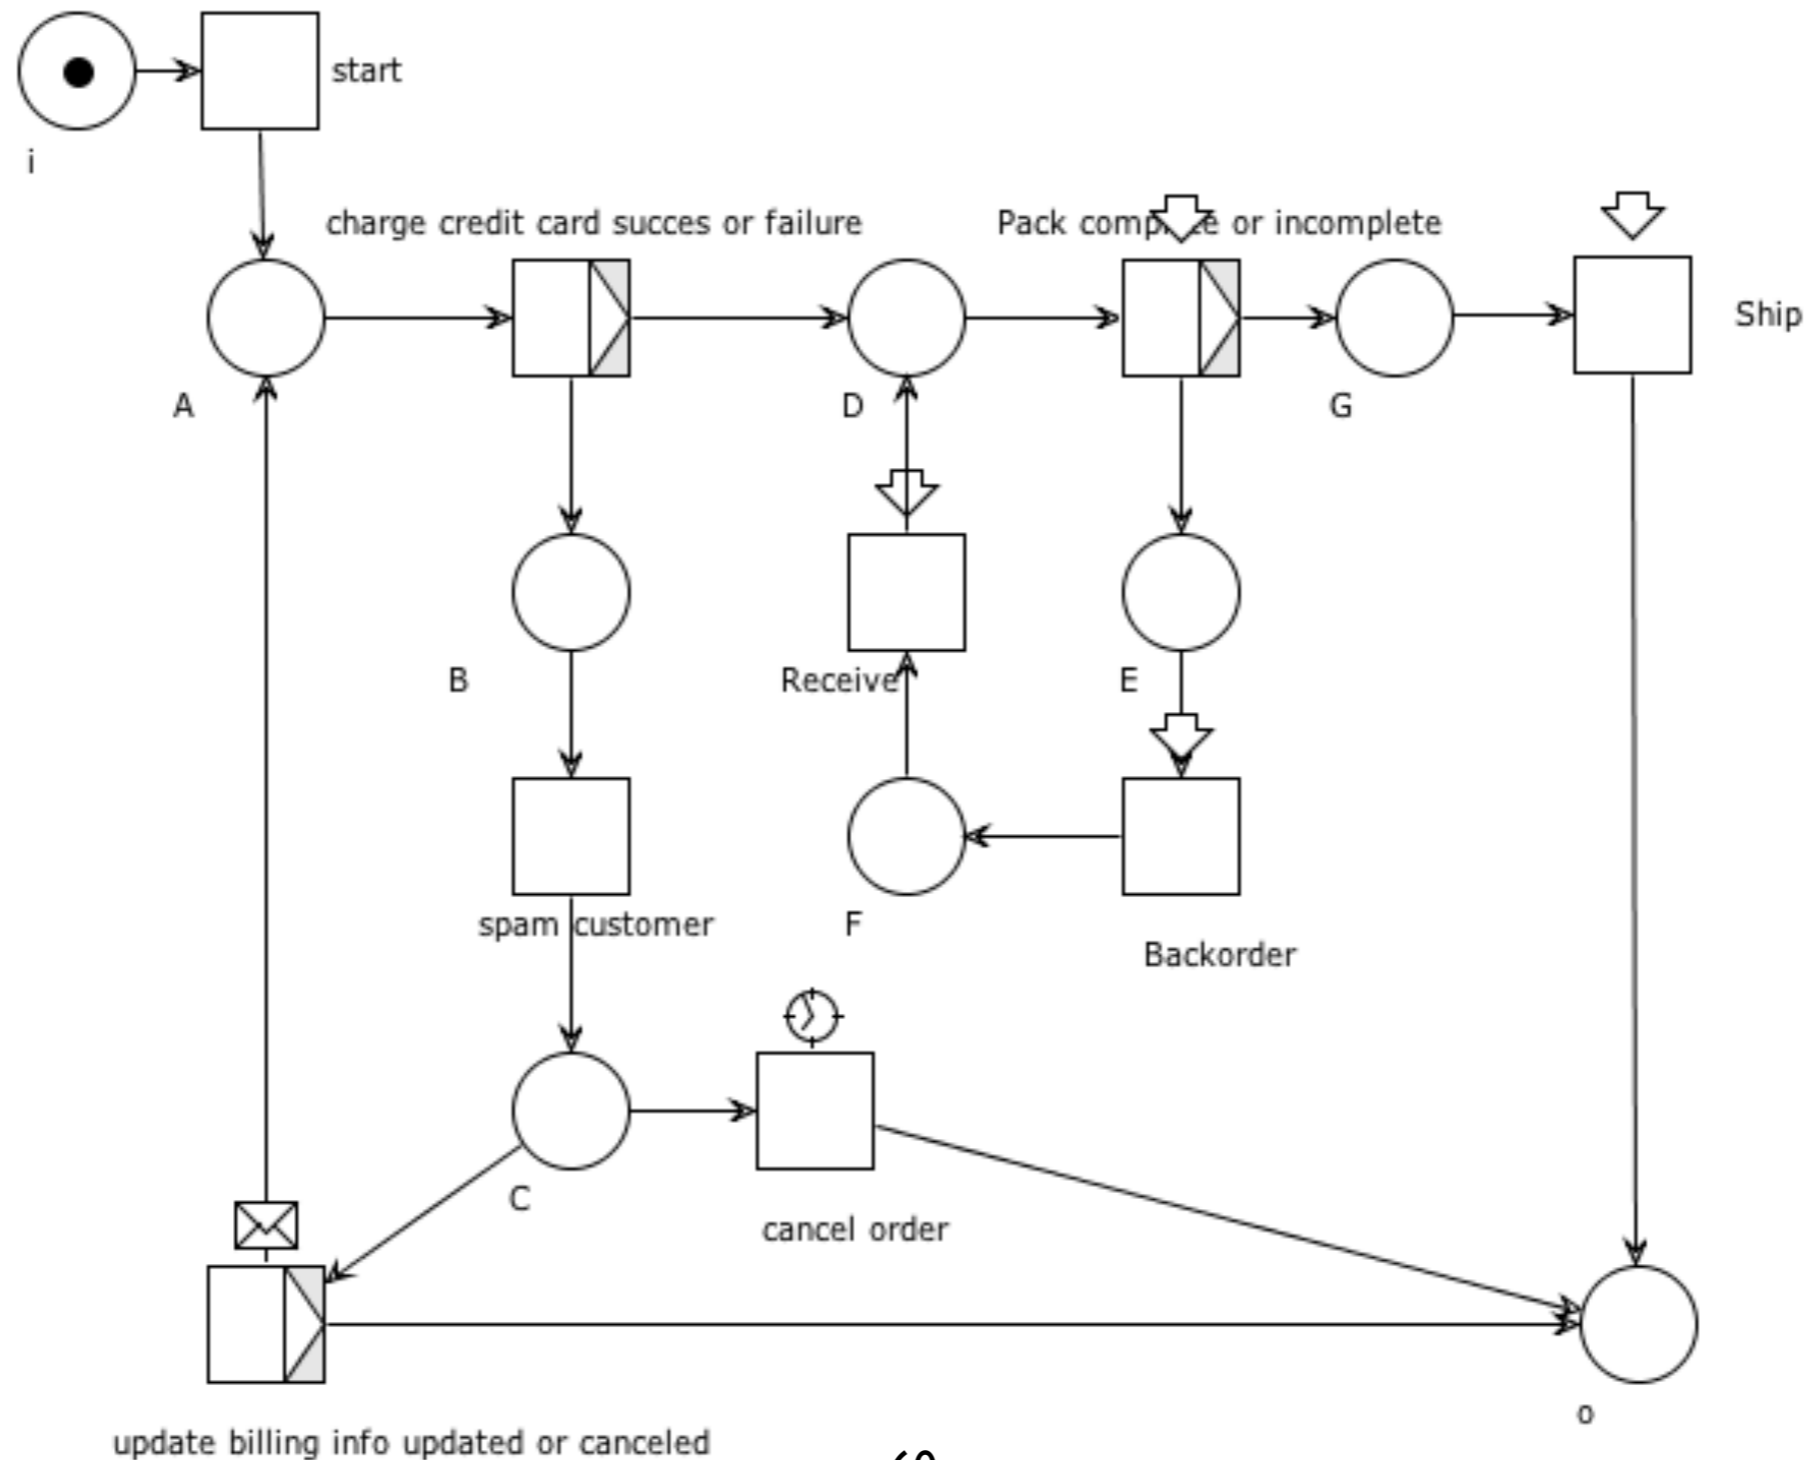 start
i
charge credit card succes or failure
Pack complete or incomplete
Ship
A
D
G
B
Receive
E
spam customer
F
Backorder
C
cancel order
o
update billing info updated or canceled